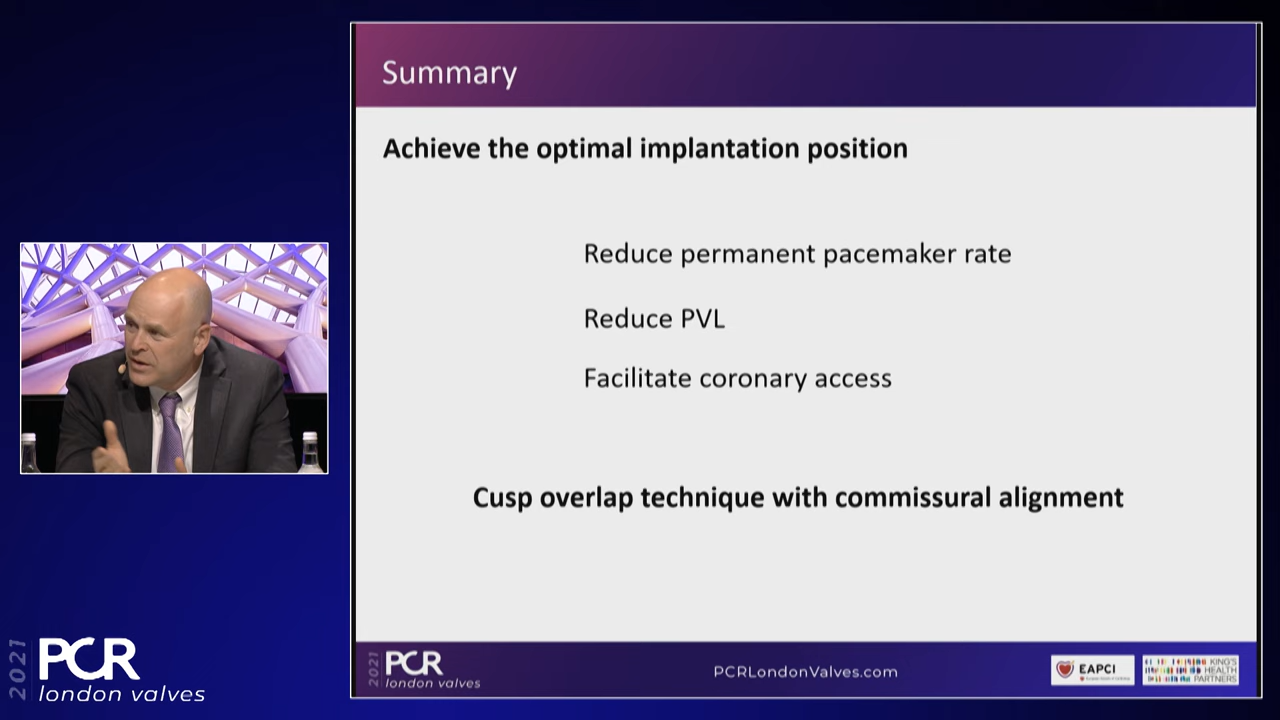 Summary
Achieve the optimal implantation position
Reduce permanent pacemaker rate
Reduce PVL
Facilitate coronary access
Cusp overlap technique with commissural alignment
2021
PCR
london valves
PCRLondonValves.com
EAPCI
KING'S
HEALTH
PARTNERS
2021
PCR
london valves